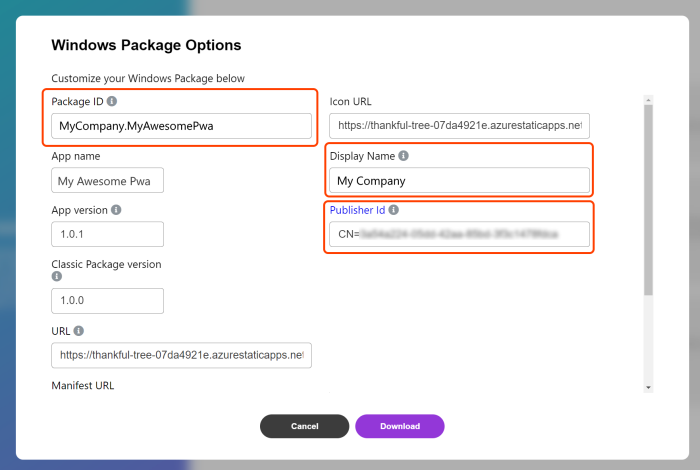 Windows Package Options
Customize your Windows Package below
Package ID
MyCompany.MyAwesomePwa
App name
My Awesome Pwa
App version
1.0.1
Classic Package version
1.0.0
URL
https://thankful-tree-07da4921e.azurestaticapps.net
Manifest URL
Icon URL
https://thankful-tree-07da4921e.azurestaticapps.net
Display Name
My Company
Publisher Id
CN=
Cancel
Download